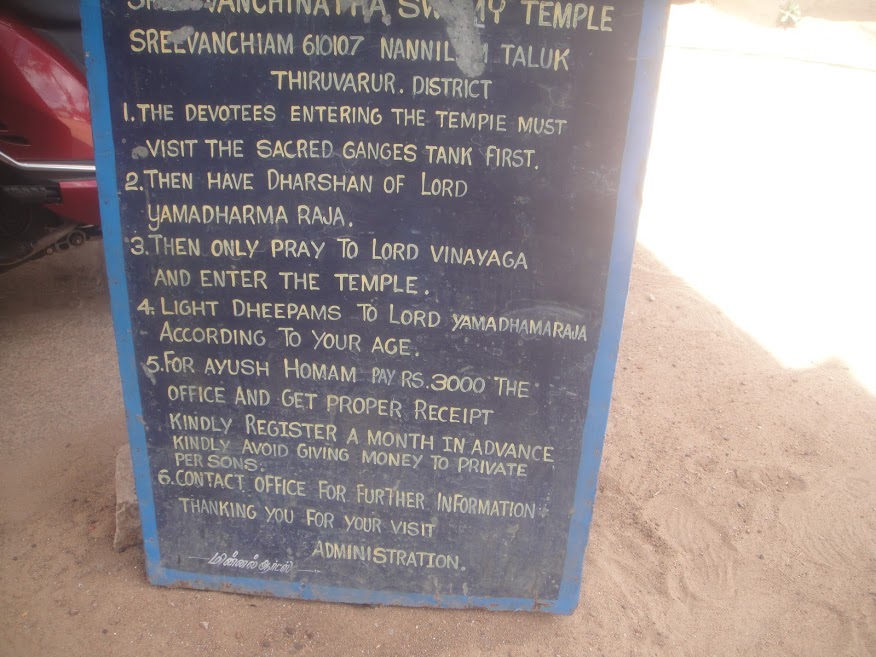 SWAMY TEMPLE
SREEVANCHIAM 610107 NANNILAM TALUK
THIRUVARUR. DISTRICT
1. THE DEVOTEES ENTERING THE TEMPIE MUST
VISIT THE SACRED GANGES TANK FIRST.
2. THEN HAVE DHARSHAN OF LORD
YAMADHARMA RAJA.
3. THEN ONLY PRAY TO LORD VINAYAGA
AND ENTER THE TEMPLE.
4. LIGHT DHEEPAMS TO LORD YAMADHAMARAJA
ACCORDING TO YOUR AGE.
5. FOR AYUSH HOMAM PAY RS.3000 THE
OFFICE AND GET PROPER RECEIPT
KINDLY REGISTER A MONTH IN ADVANCE
KINDLY AVOID GIVING MONEY TO PRIVATE
PERSONS.
6. CONTACT OFFICE FOR FURTHER INFORMATION
THANKING YOU FOR YOUR VISIT
ADMINISTRATION.